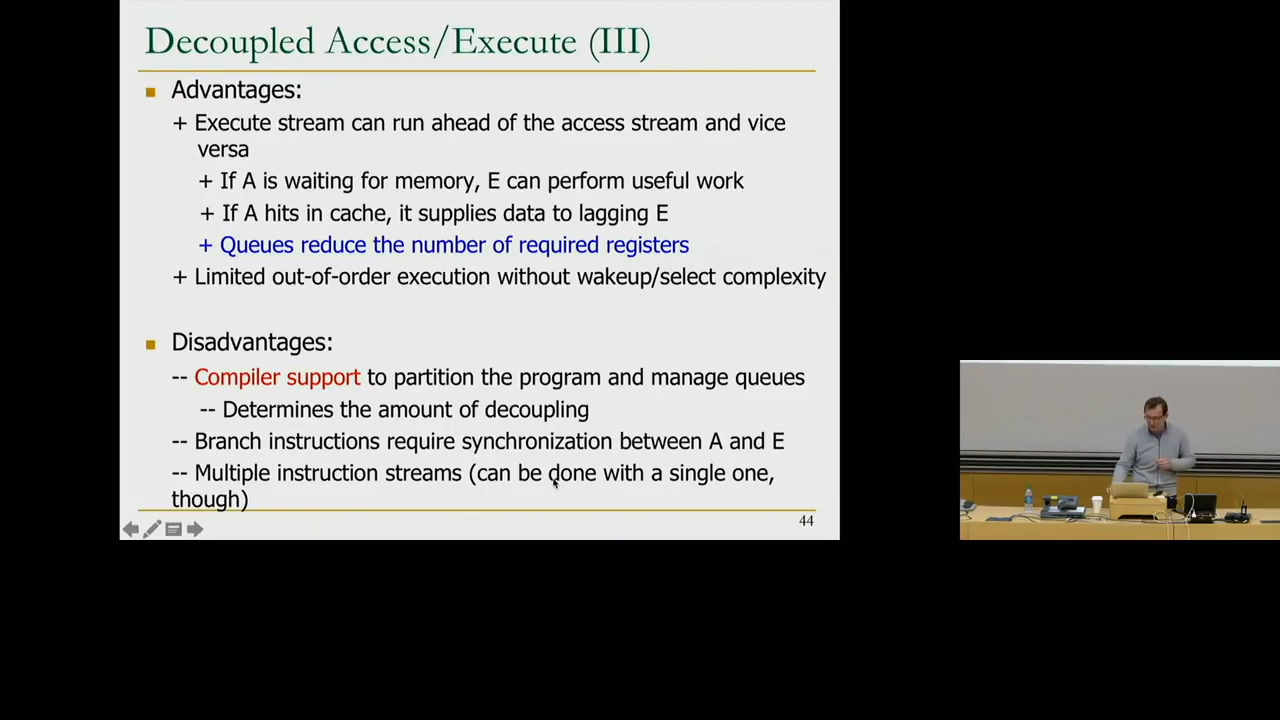 Decoupled Access/Execute (III)
Advantages:
+ Execute stream can run ahead of the access stream and vice
versa
+ If A is waiting for memory, E can perform useful work
+ If A hits in cache, it supplies data to lagging E
+ Queues reduce the number of required registers
+ Limited out-of-order execution without wakeup/select complexity
Disadvantages:
-- Compiler support to partition the program and manage queues
-- Determines the amount of decoupling
-- Branch instructions require synchronization between A and E
-- Multiple instruction streams (can be done with a single one,
though)
44